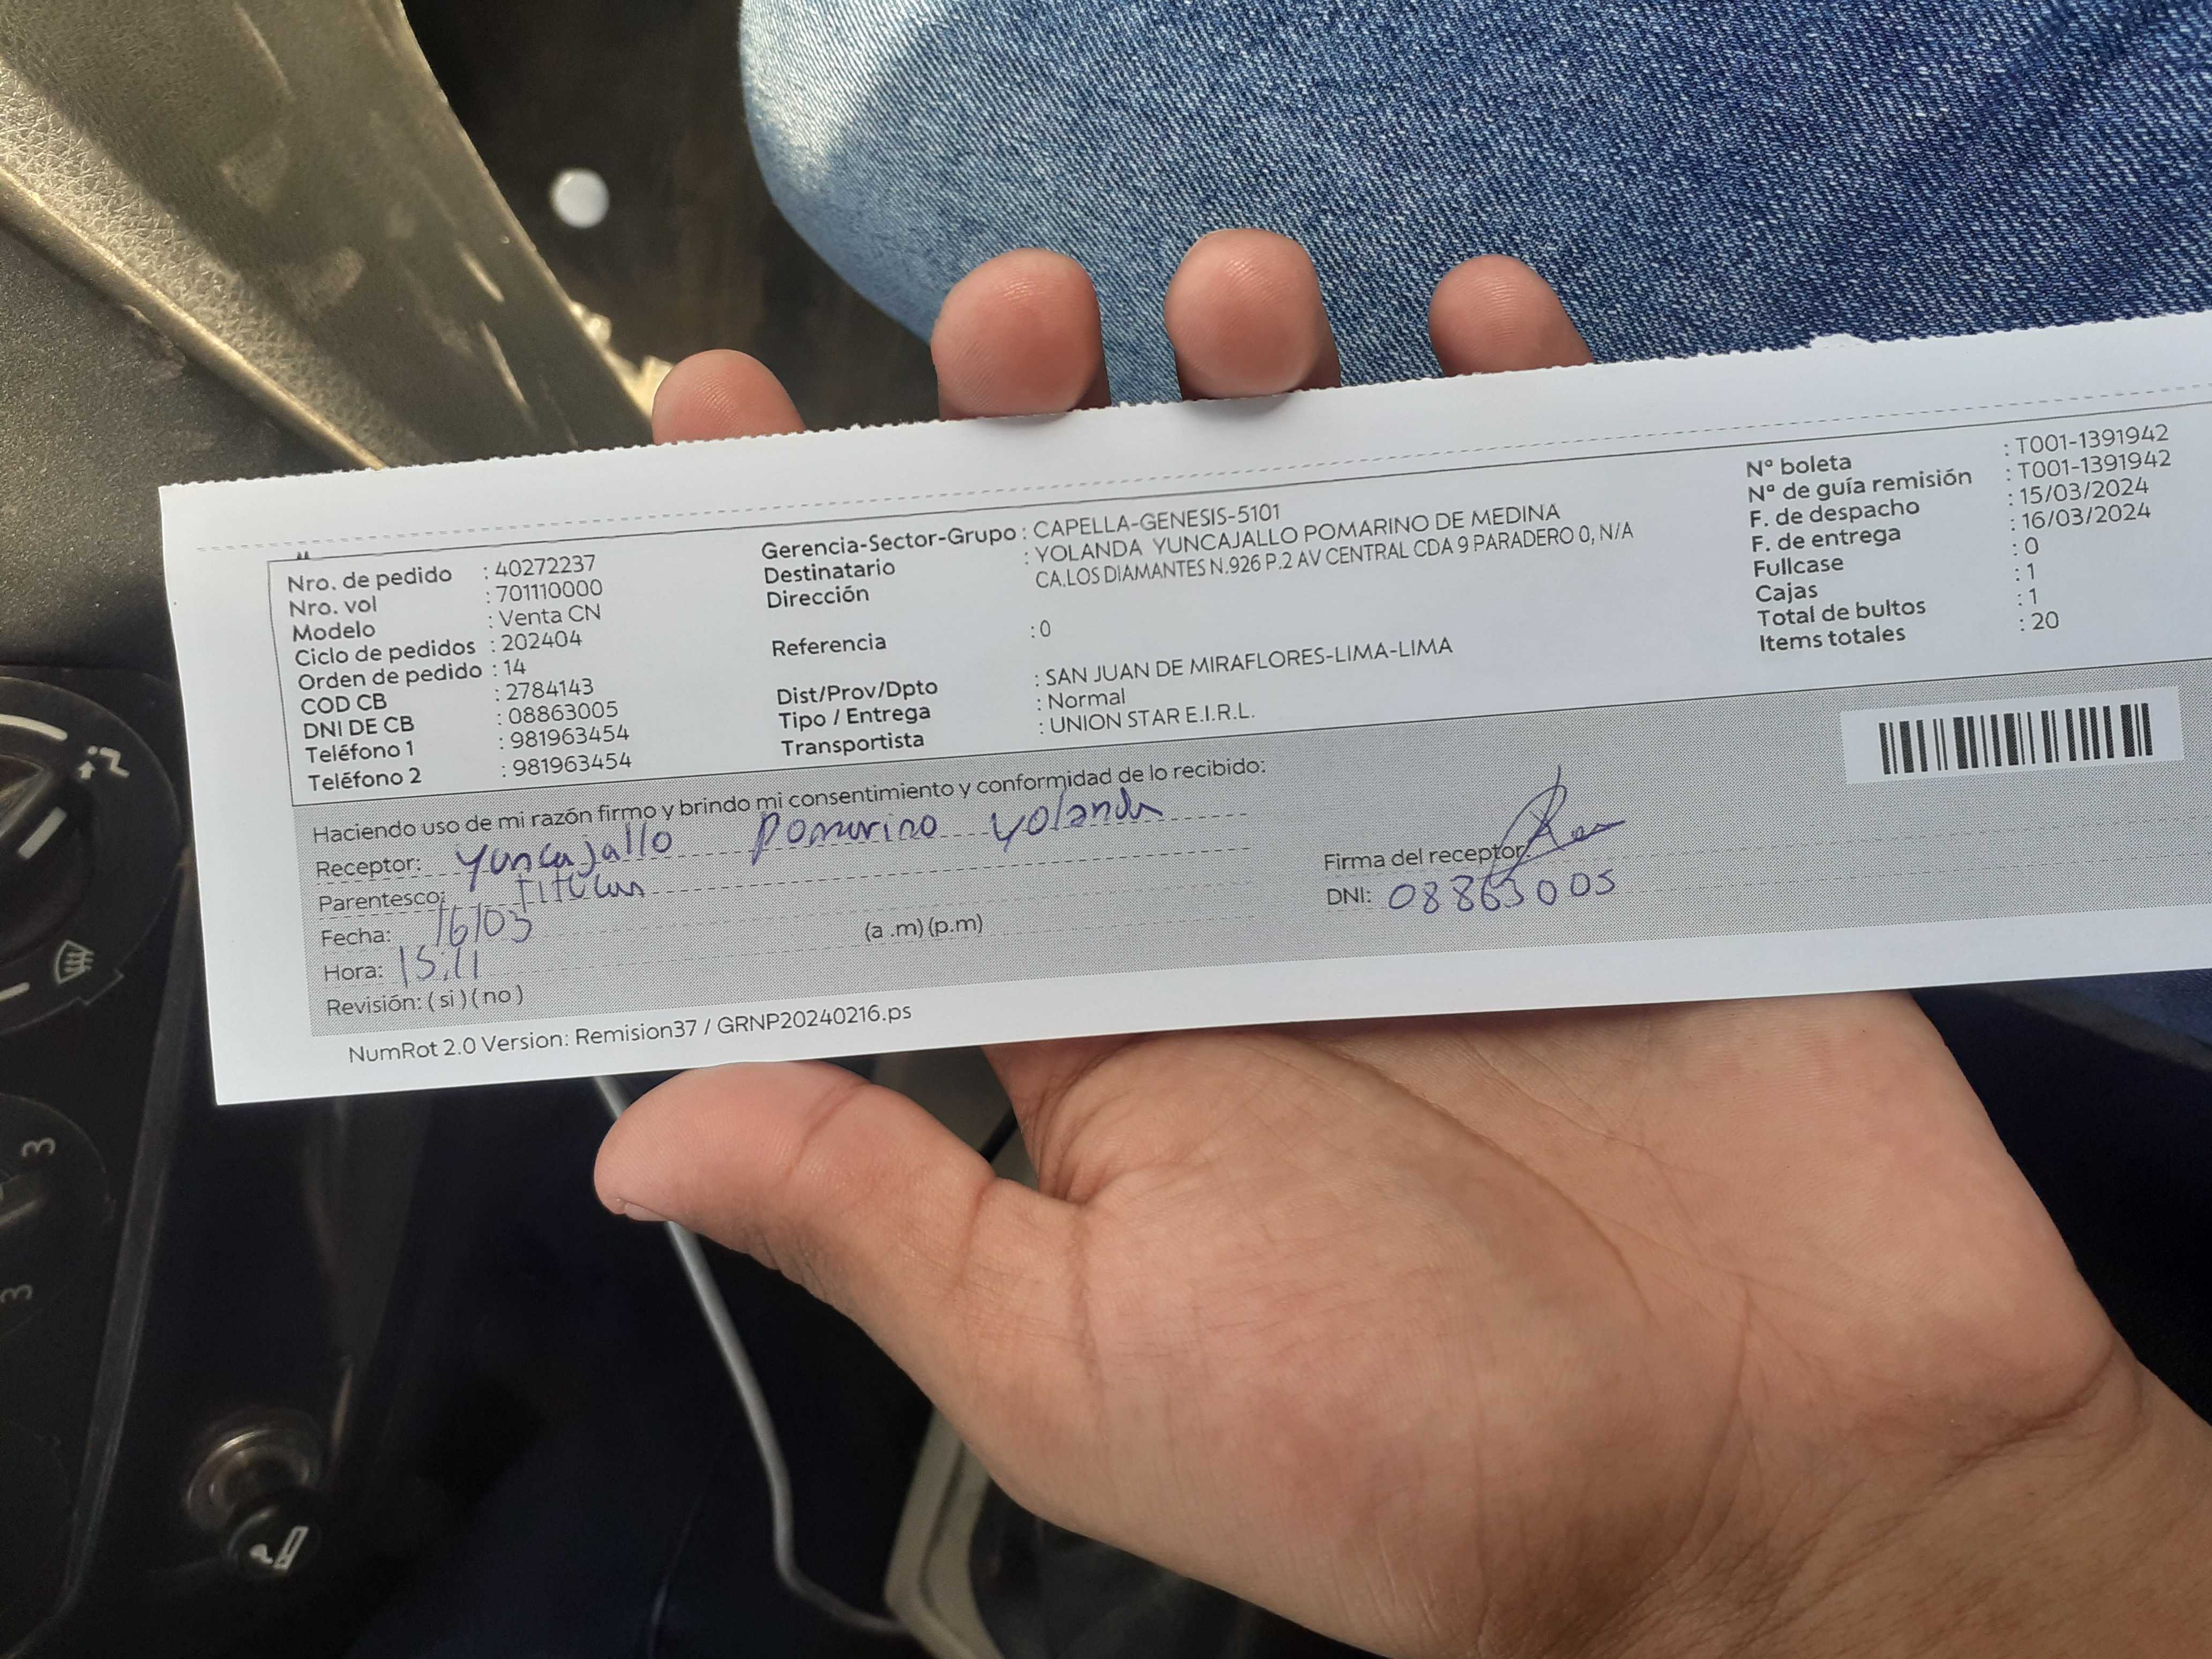 Nro. de pedido : 40272237
Nro. vol : 701110000
Modelo : Venta CN
Ciclo de pedidos : 202404
Orden de pedido : 14
COD CB : 2784143
DNI DE CB : 08863005
Teléfono 1 : 981963454
Teléfono 2 : 981963454
Gerencia-Sector-Grupo : CAPELLA-GENESIS-5101
Destinatario : YOLANDA YUNCAJALLO POMARINO DE MEDINA
Dirección CA.LOS DIAMANTES N.926 P.2 AV CENTRAL CDA 9 PARADERO 0, N/A
Referencia : 0
Dist/Prov/Dpto : SAN JUAN DE MIRAFLORES-LIMA-LIMA
Tipo / Entrega : Normal
Transportista : UNION STAR E.I.R.L.
Nº boleta : T001-1391942
Nº de guía remisión : T001-1391942
F. de despacho : 15/03/2024
F. de entrega : 16/03/2024
Fullcase : 0
Cajas : 1
Total de bultos : 1
Items totales : 20
Haciendo uso de mi razón firmo y brindo mi consentimiento y conformidad de lo recibido:
Receptor: Yuncajallo Pomarino Yolanda
Parentesco: Titular
Fecha: 16/03
Hora: 15:11 (a .m) (p.m)
Revisión: ( si ) ( no )
Firma del receptor:
DNI: 08863005
NumRot 2.0 Version: Remision37 / GRNP20240216.ps
3
3